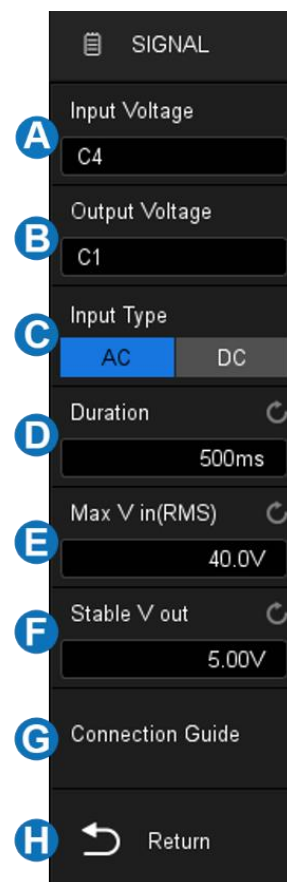 SIGNAL
A
Input Voltage
C4
B
Output Voltage
C1
C
Input Type
AC DC
D
Duration
500ms
E
Max V in(RMS)
40.0V
F
Stable V out
5.00V
G
Connection Guide
H
Return